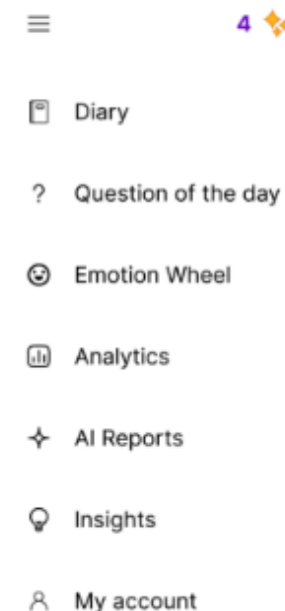 4
Diary
Question of the day
Emotion Wheel
Analytics
AI Reports
Insights
My account